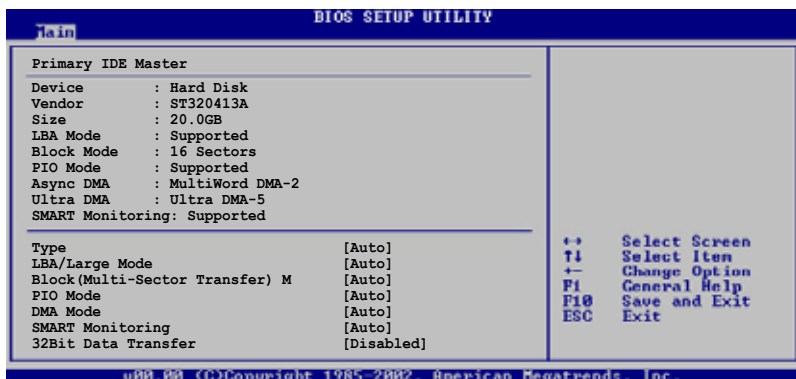 BIOS SETUP UTILITY
Main
Primary IDE Master
Device : Hard Disk
Vendor : ST320413A
Size : 20.0GB
LBA Mode : Supported
Block Mode : 16 Sectors
PIO Mode : Supported
Async DMA : MultiWord DMA-2
Ultra DMA : Ultra DMA-5
SMART Monitoring: Supported
Type [Auto]
LBA/Large Mode [Auto]
Block(Multi-Sector Transfer) M [Auto]
PIO Mode [Auto]
DMA Mode [Auto]
SMART Monitoring [Auto]
32Bit Data Transfer [Disabled]
↔ Select Screen
↑↓ Select Item
+- Change Option
F1 General Help
F10 Save and Exit
ESC Exit
v00.00 (C)Copyright 1985-2002, American Megatrends, Inc.